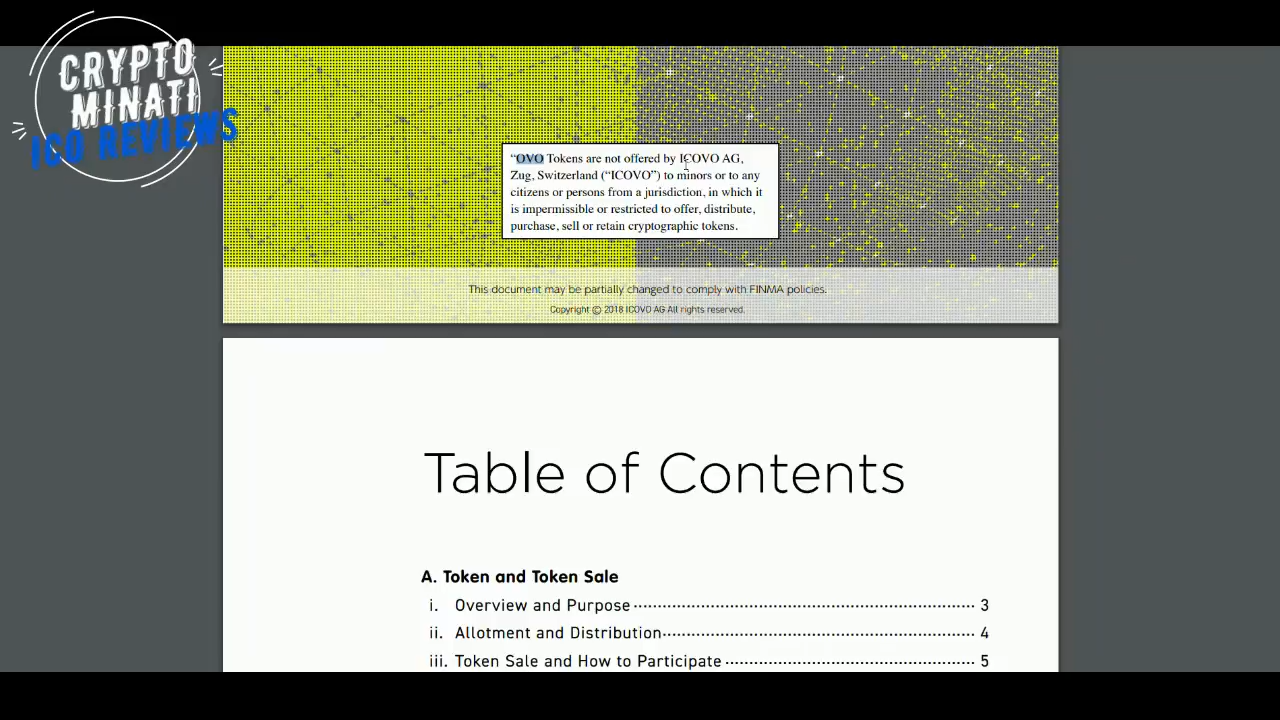 CRYPTO
MINATI
ICO REVIEWS
“OVO Tokens are not offered by ICOVO AG,
Zug, Switzerland (“ICOVO”) to minors or to any
citizens or persons from a jurisdiction, in which it
is impermissible or restricted to offer, distribute,
purchase, sell or retain cryptographic tokens.
This document may be partially changed to comply with FINMA policies.
Copyright © 2018 ICOVO AG All rights reserved.
Table of Contents
A. Token and Token Sale
i. Overview and Purpose 3
ii. Allotment and Distribution 4
iii. Token Sale and How to Participate 5